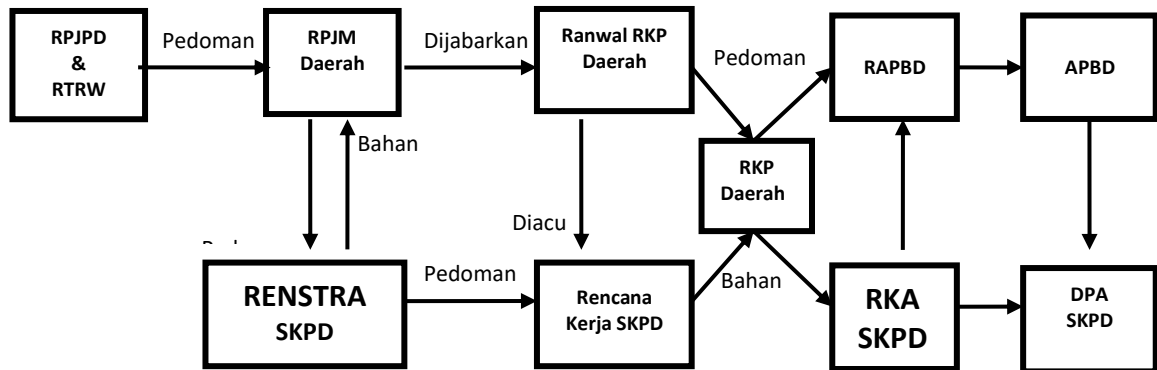 RPJPD
&
RTRW
Pedoman
RPJM
Daerah
Dijabarkan
Ranwal RKP
Daerah
Pedoman
RAPBD
APBD
Bahan
RKP
Daerah
Diacu
RENSTRA
SKPD
Pedoman
Rencana
Kerja SKPD
Bahan
RKA
SKPD
DPA
SKPD